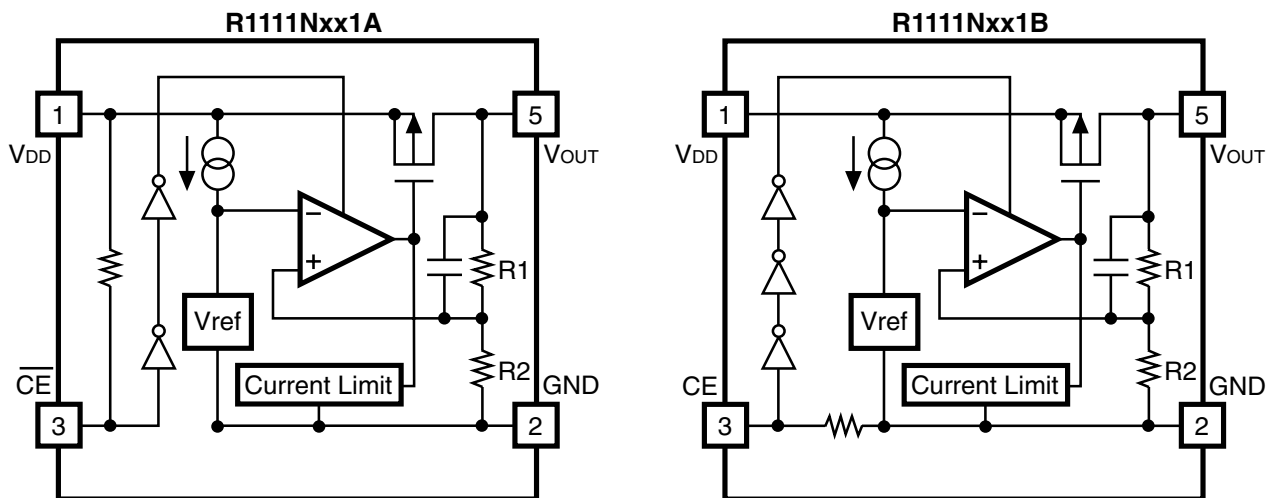 R1111Nxx1A
1
VDD
5
VOUT
−
+
R1
Vref
R2
Current Limit
C̅E̅
3
GND
2
R1111Nxx1B
1
VDD
5
VOUT
−
+
R1
Vref
R2
Current Limit
CE
3
GND
2